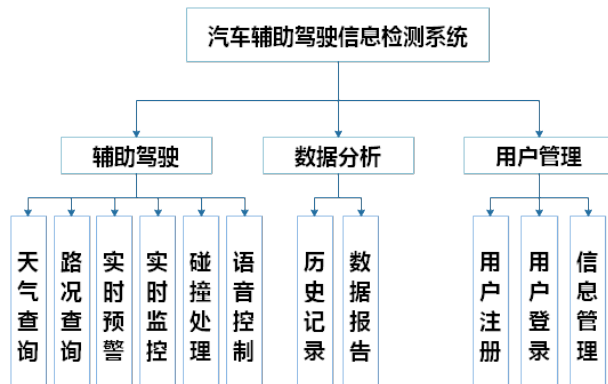 汽车辅助驾驶信息检测系统
辅助驾驶
数据分析
用户管理
天气查询
路况查询
实时预警
实时监控
碰撞处理
语音控制
历史记录
数据报告
用户注册
用户登录
信息管理